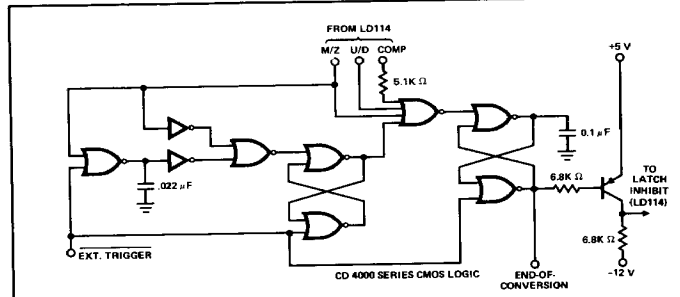 FROM LD114
M/Z U/D COMP
+5 V
5.1K Ω
0.1 μF
.022 μF
6.8K Ω
TO
LATCH
INHIBIT
(LD114)
6.8K Ω
EXT. TRIGGER
CD 4000 SERIES CMOS LOGIC
END-OF-
CONVERSION
-12 V